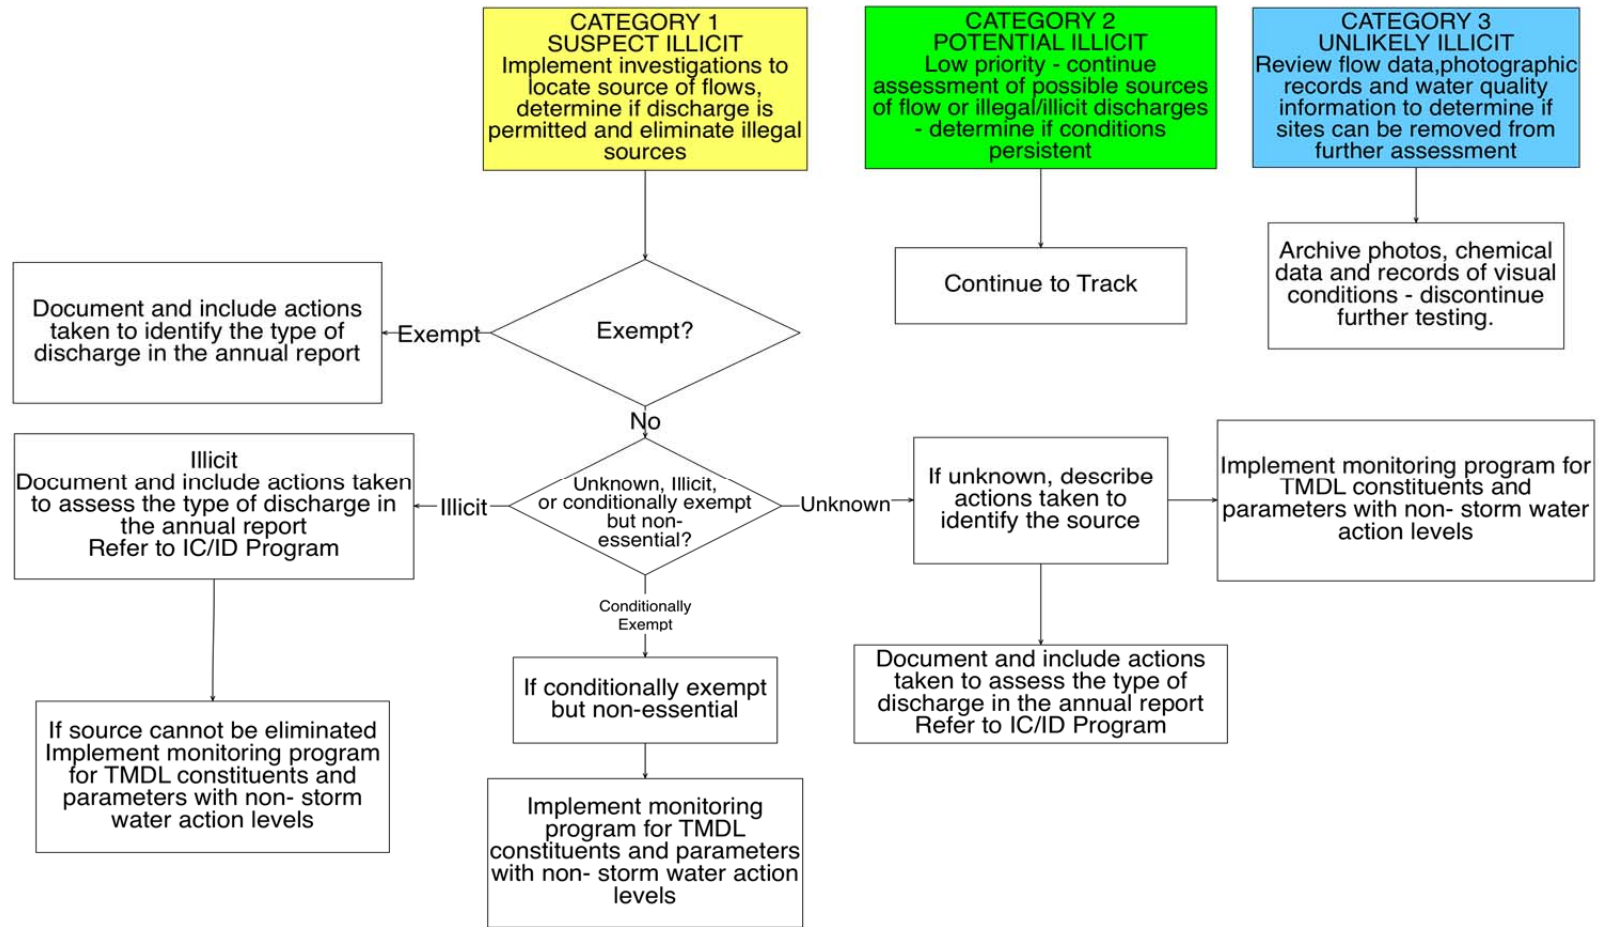 CATEGORY 1
SUSPECT ILLICIT
Implement investigations to
locate source of flows,
determine if discharge is
permitted and eliminate illegal
sources
CATEGORY 2
POTENTIAL ILLICIT
Low priority - continue
assessment of possible sources
of flow or illegal/illicit discharges
- determine if conditions
persistent
CATEGORY 3
UNLIKELY ILLICIT
Review flow data,photographic
records and water quality
information to determine if
sites can be removed from
further assessment
Continue to Track
Archive photos, chemical
data and records of visual
conditions - discontinue
further testing.
Document and include actions
taken to identify the type of
discharge in the annual report
Exempt
Exempt?
No
Illicit
Document and include actions taken
to assess the type of discharge in
the annual report
Refer to IC/ID Program
Illicit
Unknown, Illicit,
or conditionally exempt
but non-
essential?
Unknown
If unknown, describe
actions taken to
identify the source
Implement monitoring program for
TMDL constituents and
parameters with non- storm water
action levels
Conditionally
Exempt
If conditionally exempt
but non-essential
Document and include actions
taken to assess the type of
discharge in the annual report
Refer to IC/ID Program
If source cannot be eliminated
Implement monitoring program
for TMDL constituents and
parameters with non- storm
water action levels
Implement monitoring
program for TMDL
constituents and parameters
with non- storm water action
levels